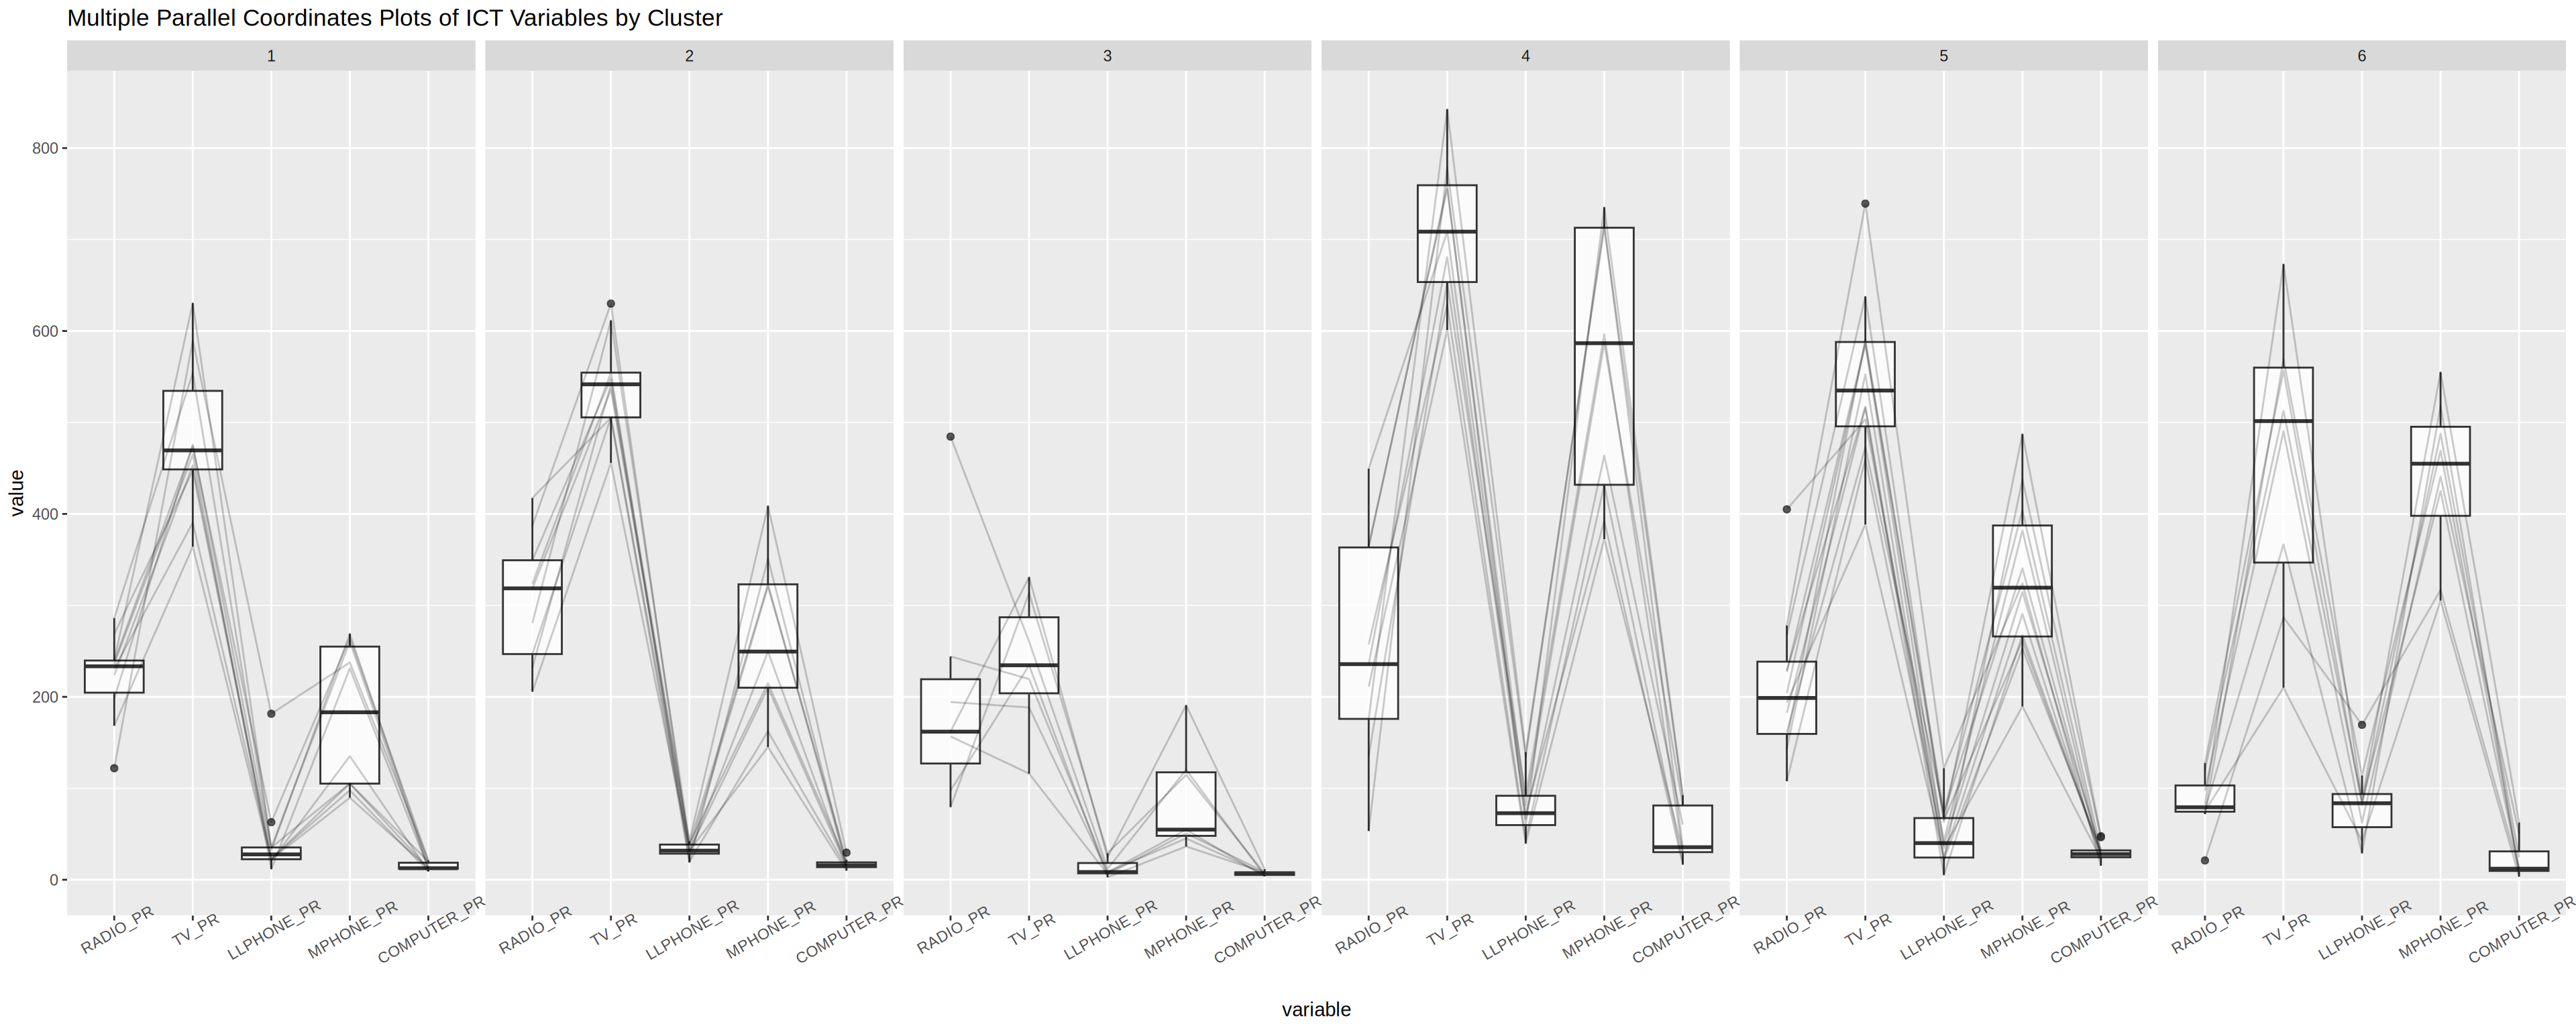 Multiple Parallel Coordinates Plots of ICT Variables by Cluster
1 2 3 4 5 6
800
600
400
200
0
value
RADIO_PR TV_PR LLPHONE_PR MPHONE_PR COMPUTER_PR RADIO_PR TV_PR LLPHONE_PR MPHONE_PR COMPUTER_PR RADIO_PR TV_PR LLPHONE_PR MPHONE_PR COMPUTER_PR RADIO_PR TV_PR LLPHONE_PR MPHONE_PR COMPUTER_PR RADIO_PR TV_PR LLPHONE_PR MPHONE_PR COMPUTER_PR RADIO_PR TV_PR LLPHONE_PR MPHONE_PR COMPUTER_PR
variable